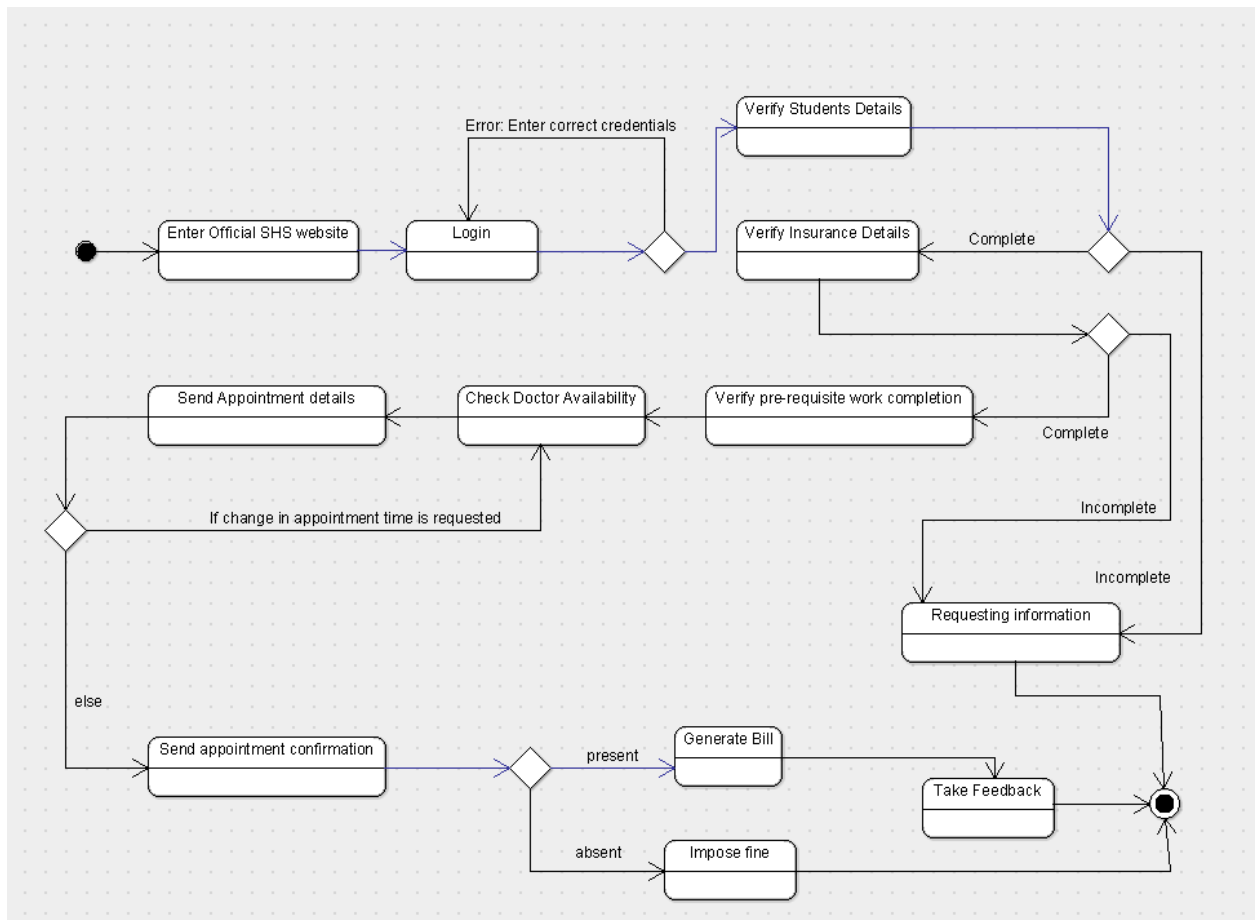 Verify Students Details
Error: Enter correct credentials
Enter Official SHS website
Login
Verify Insurance Details
Complete
Send Appointment details
Check Doctor Availability
Verify pre-requisite work completion
Complete
If change in appointment time is requested
Incomplete
Incomplete
Requesting information
else
Send appointment confirmation
present
Generate Bill
Take Feedback
absent
Impose fine